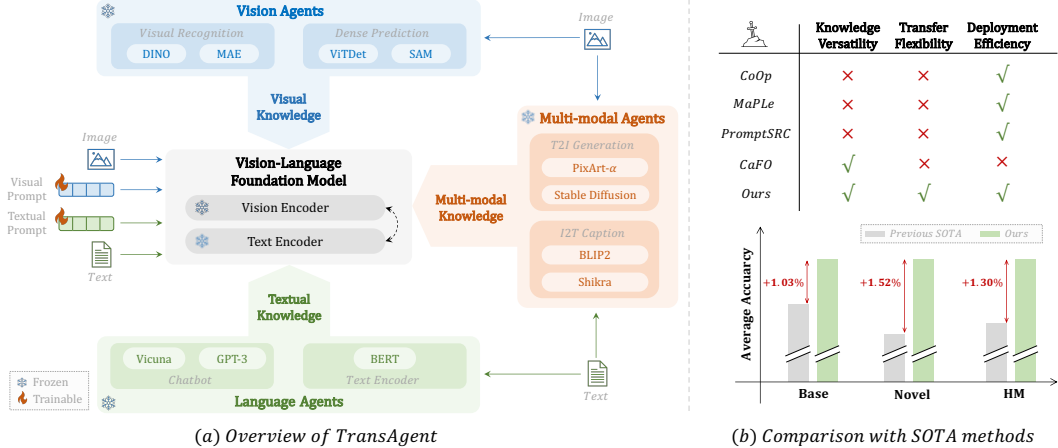 Vision Agents
Visual Recognition
DINO
MAE
Dense Prediction
ViTDet
SAM
Image
Visual
Knowledge
Image
Visual
Prompt
Textual
Prompt
Text
Vision-Language
Foundation Model
Vision Encoder
Text Encoder
Multi-modal
Knowledge
Multi-modal Agents
T2I Generation
PixArt-α
Stable Diffusion
I2T Caption
BLIP2
Shikra
Textual
Knowledge
Vicuna
GPT-3
Chatbot
BERT
Text Encoder
Language Agents
Text
Frozen
Trainable
(a) Overview of TransAgent
Knowledge
Versatility
Transfer
Flexibility
Deployment
Efficiency
CoOp × × √
MaPLe × × √
PromptSRC × × √
CaFO √ × ×
Ours √ √ √
Previous SOTA
Ours
Average Accuarcy
+1.03%
+1.52%
+1.30%
Base
Novel
HM
(b) Comparison with SOTA methods